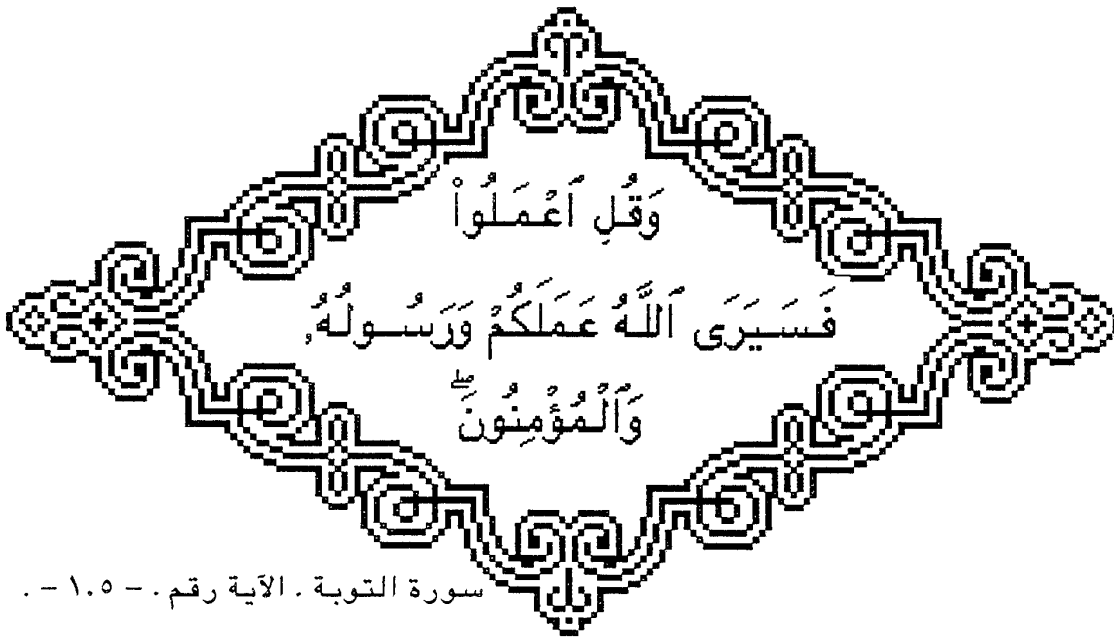 وَقُلِ ٱعْمَلُوا۟
فَسَيَرَى ٱللَّهُ عَمَلَكُمْ وَرَسُولُهُۥ
وَٱلْمُؤْمِنُونَۖ
سورة التوبة . الآية رقم . – ١٠٥ – .